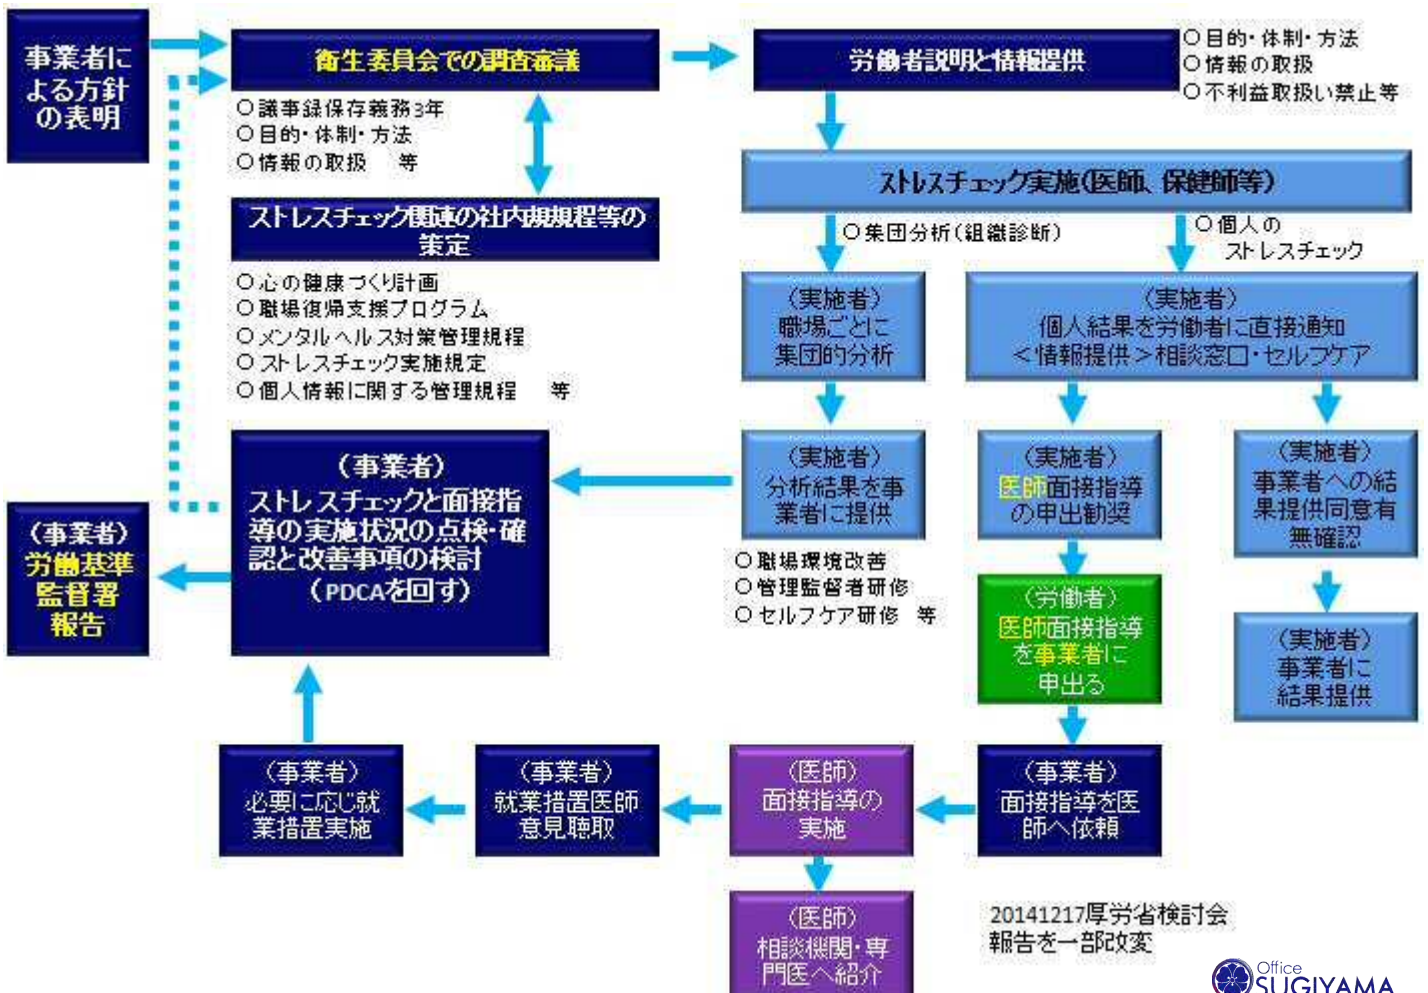 事業者に
よる方針
の表明
衛生委員会での調査審議
○議事録保存義務3年
○目的・体制・方法
○情報の取扱　等
労働者説明と情報提供
○目的・体制・方法
○情報の取扱
○不利益取扱い禁止等
ストレスチェック関連の社内規規程等の
策定
○心の健康づくり計画
○職場復帰支援プログラム
○メンタルヘルス対策管理規程
○ストレスチェック実施規定
○個人情報に関する管理規程　等
ストレスチェック実施(医師、保健師等)
○集団分析(組織診断)
○個人の
ストレスチェック
(実施者)
職場ごとに
集団的分析
(実施者)
個人結果を労働者に直接通知
<情報提供>相談窓口・セルフケア
(実施者)
分析結果を事
業者に提供
○職場環境改善
○管理監督者研修
○セルフケア研修　等
(実施者)
医師面接指導
の申出勧奨
(実施者)
事業者への結
果提供同意有
無確認
(労働者)
医師面接指導
を事業者に
申出る
(実施者)
事業者に
結果提供
(事業者)
ストレスチェックと面接指
導の実施状況の点検・確
認と改善事項の検討
(PDCAを回す)
(事業者)
労働基準
監督署
報告
(事業者)
必要に応じ就
業措置実施
(事業者)
就業措置医師
意見聴取
(医師)
面接指導の
実施
(事業者)
面接指導を医
師へ依頼
(医師)
相談機関・専
門医へ紹介
20141217厚労省検討会
報告を一部改変
Office
SUGIYAMA